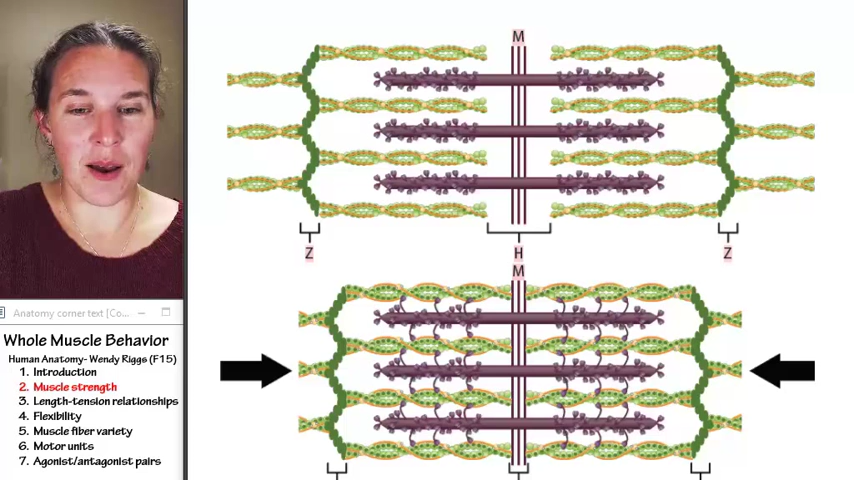 M
Z
H
Z
M
Anatomy corner text [Co...
Whole Muscle Behavior
Human Anatomy- Wendy Riggs (F15)
1. Introduction
2. Muscle strength
3. Length-tension relationships
4. Flexibility
5. Muscle fiber variety
6. Motor units
7. Agonist/antagonist pairs